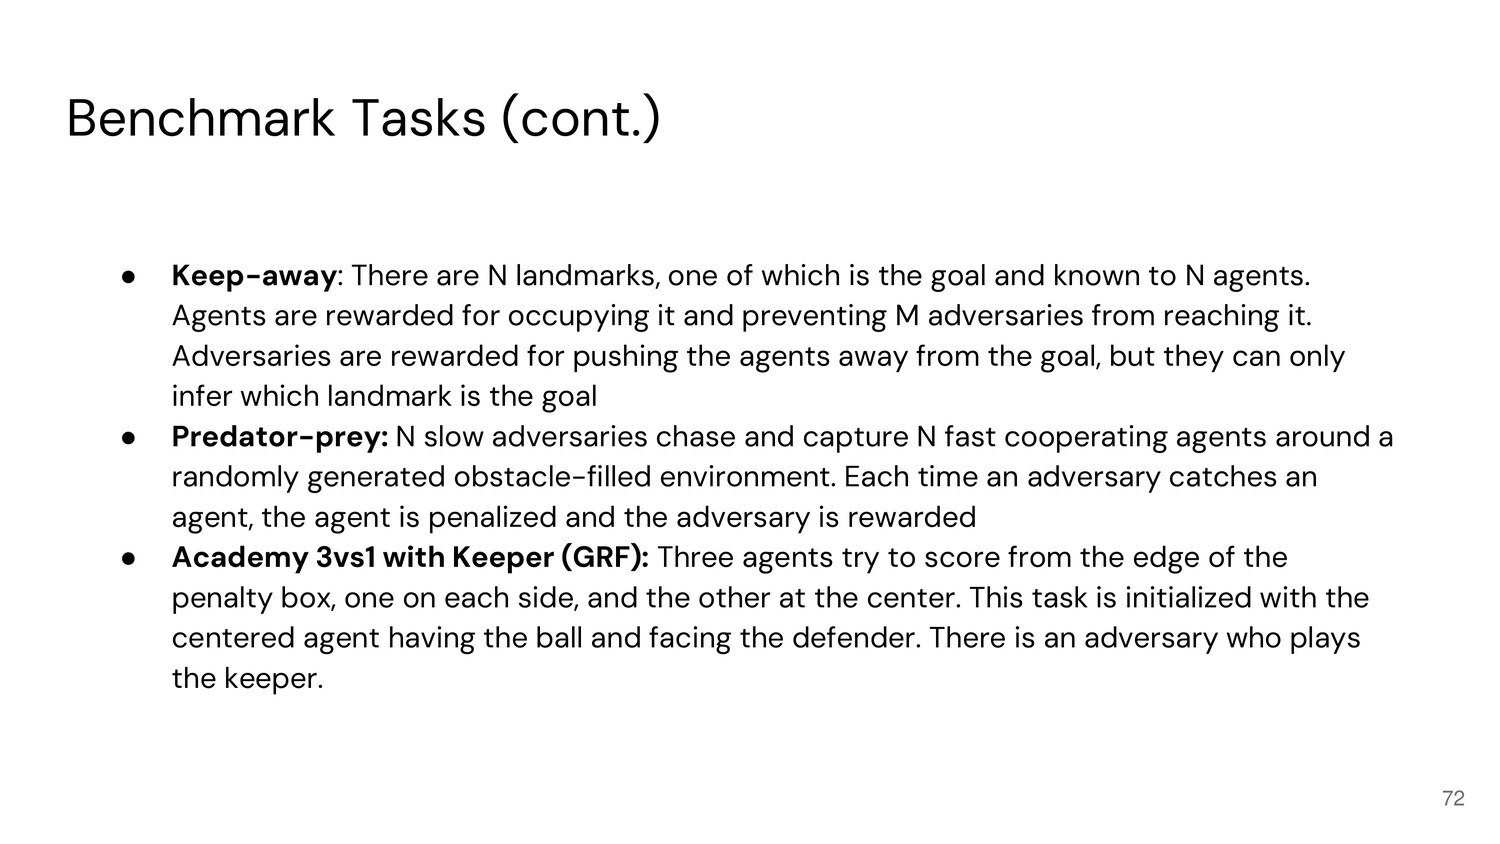 Benchmark Tasks (cont.)
● Keep-away: There are N landmarks, one of which is the goal and known to N agents.
Agents are rewarded for occupying it and preventing M adversaries from reaching it.
Adversaries are rewarded for pushing the agents away from the goal, but they can only
infer which landmark is the goal
● Predator-prey: N slow adversaries chase and capture N fast cooperating agents around a
randomly generated obstacle-filled environment. Each time an adversary catches an
agent, the agent is penalized and the adversary is rewarded
● Academy 3vs1 with Keeper (GRF): Three agents try to score from the edge of the
penalty box, one on each side, and the other at the center. This task is initialized with the
centered agent having the ball and facing the defender. There is an adversary who plays
the keeper.
72